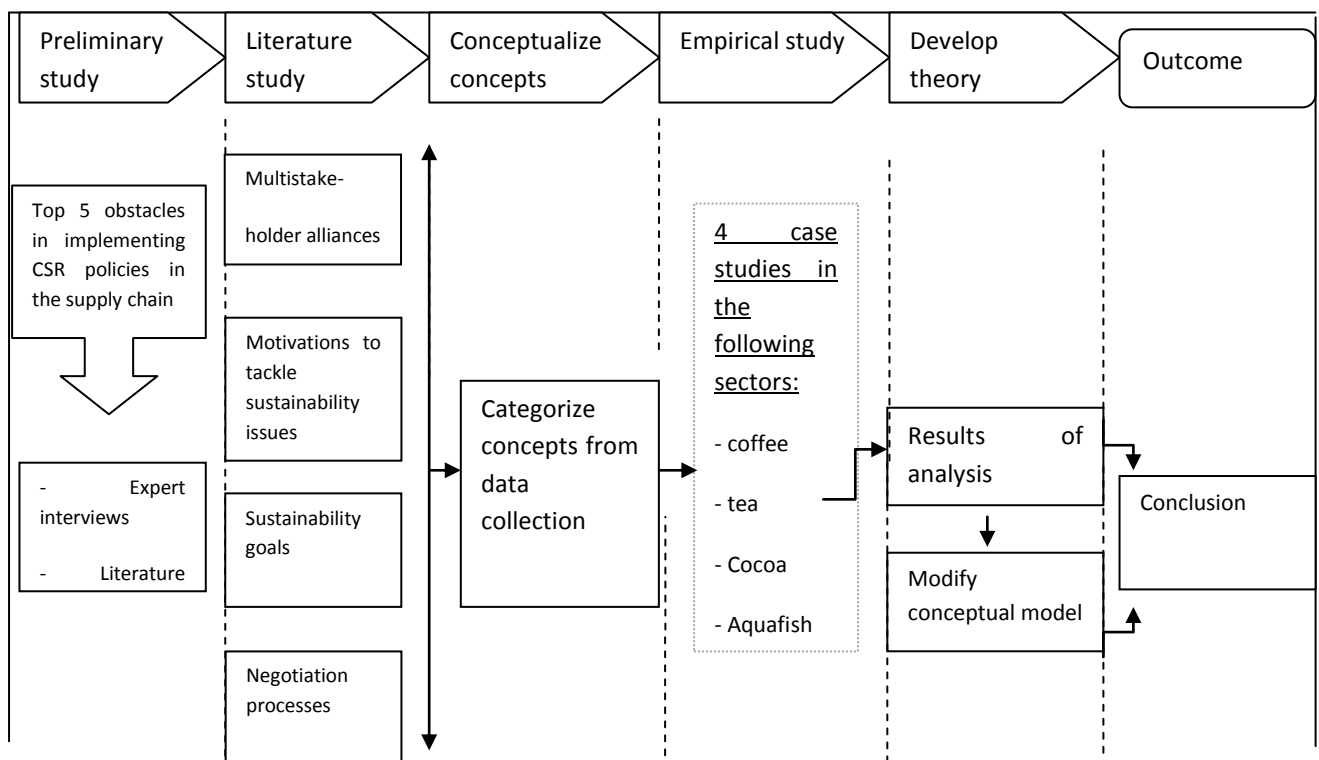 Preliminary
study
Literature
study
Conceptualize
concepts
Empirical study
Develop
theory
Outcome
Top 5 obstacles
in implementing
CSR policies in
the supply chain
- Expert
interviews
- Literature
Multistake-
holder alliances
Motivations to
tackle
sustainability
issues
Sustainability
goals
Negotiation
processes
Categorize
concepts from
data
collection
4 case
studies in
the
following
sectors:
- coffee
- tea
- Cocoa
- Aquafish
Results of
analysis
Modify
conceptual model
Conclusion